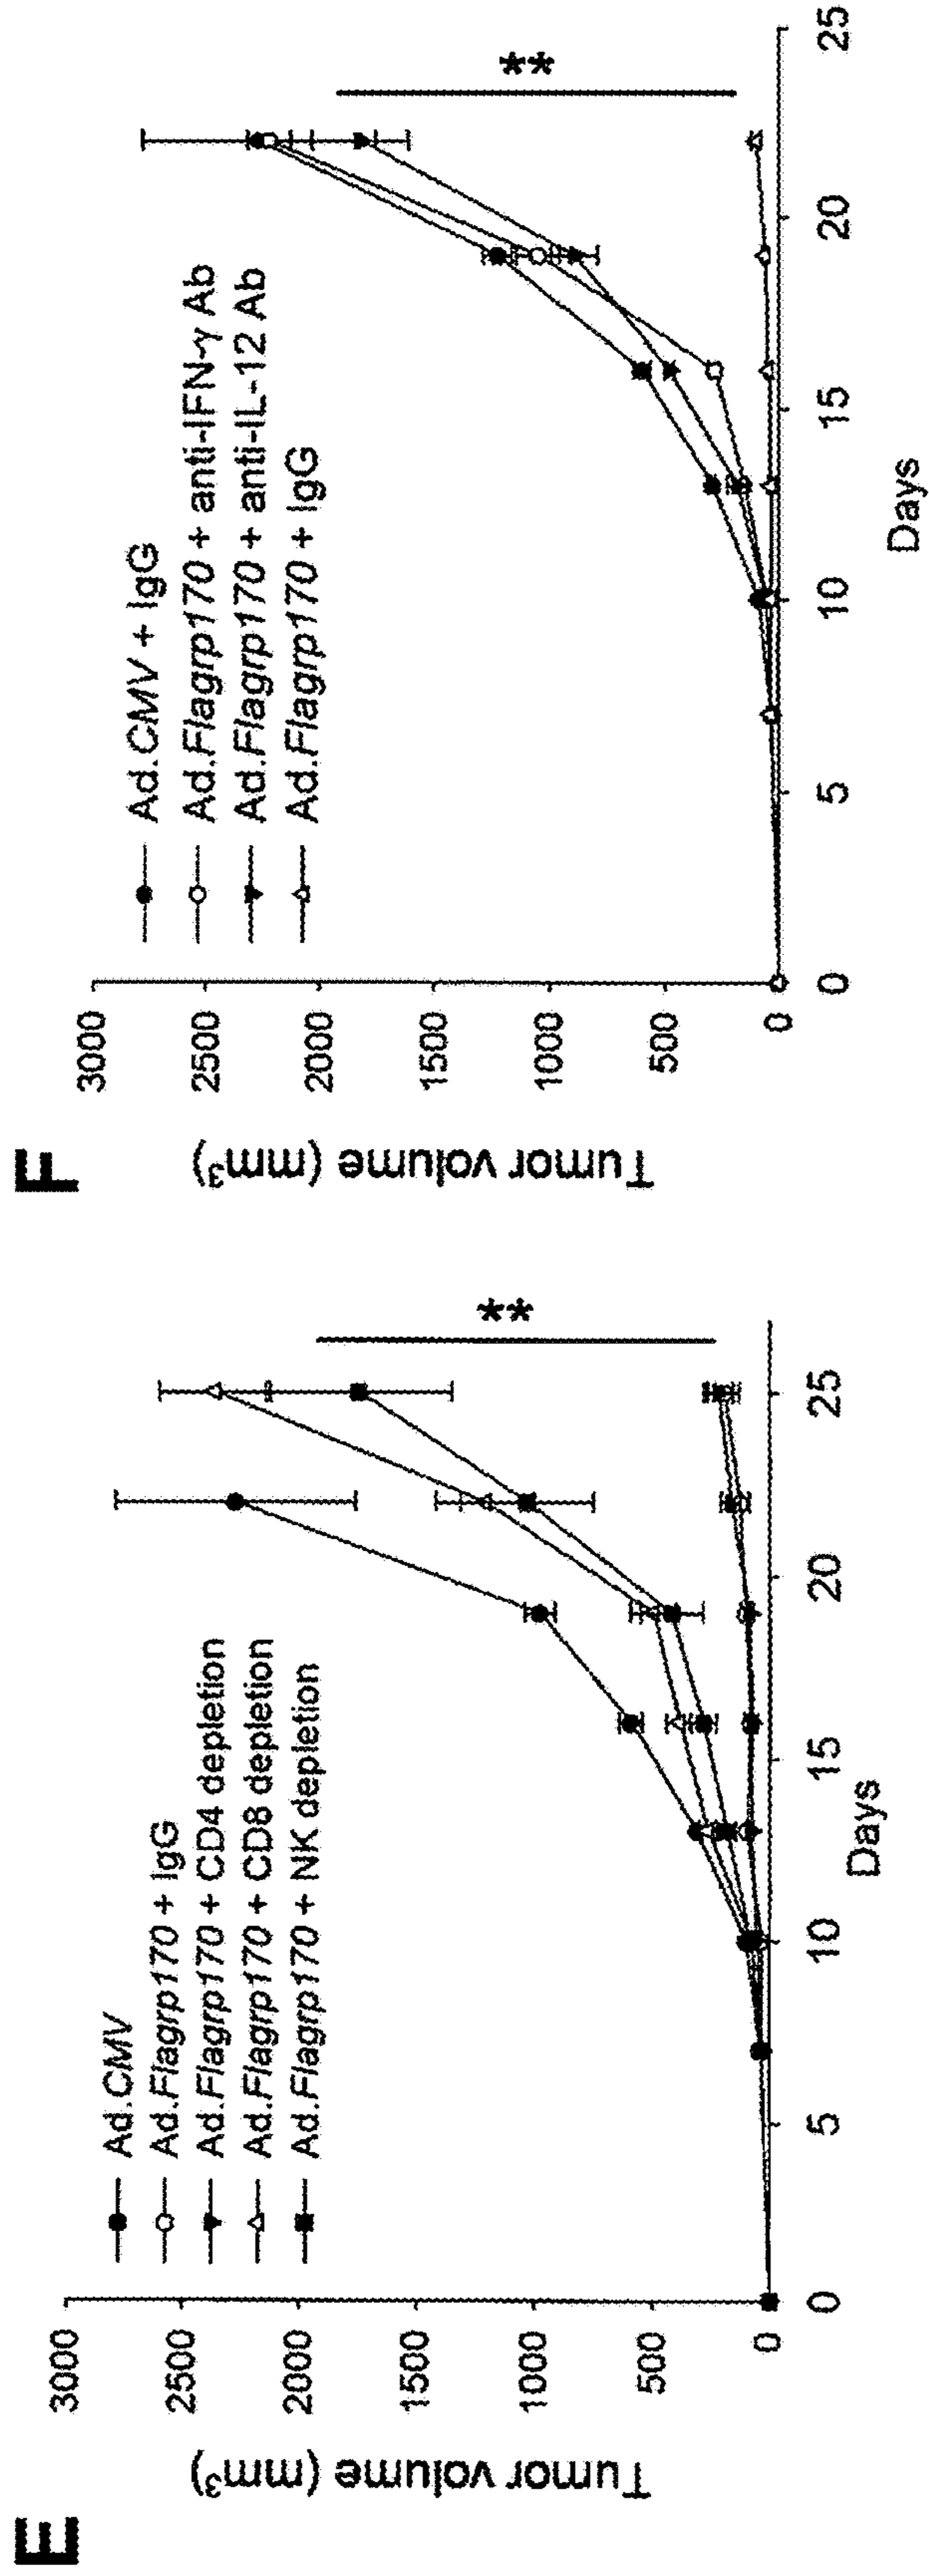 E
Tumor volume (mm³)
3000
2500
2000
1500
1000
500
0
Ad.CMV
Ad.Flagrp170 + IgG
Ad.Flagrp170 + CD4 depletion
Ad.Flagrp170 + CD8 depletion
Ad.Flagrp170 + NK depletion
**
0
5
10
15
20
25
Days
F
Tumor volume (mm³)
3000
2500
2000
1500
1000
500
0
Ad.CMV + IgG
Ad.Flagrp170 + anti-IFN-γ Ab
Ad.Flagrp170 + anti-IL-12 Ab
Ad.Flagrp170 + IgG
**
0
5
10
15
20
25
Days